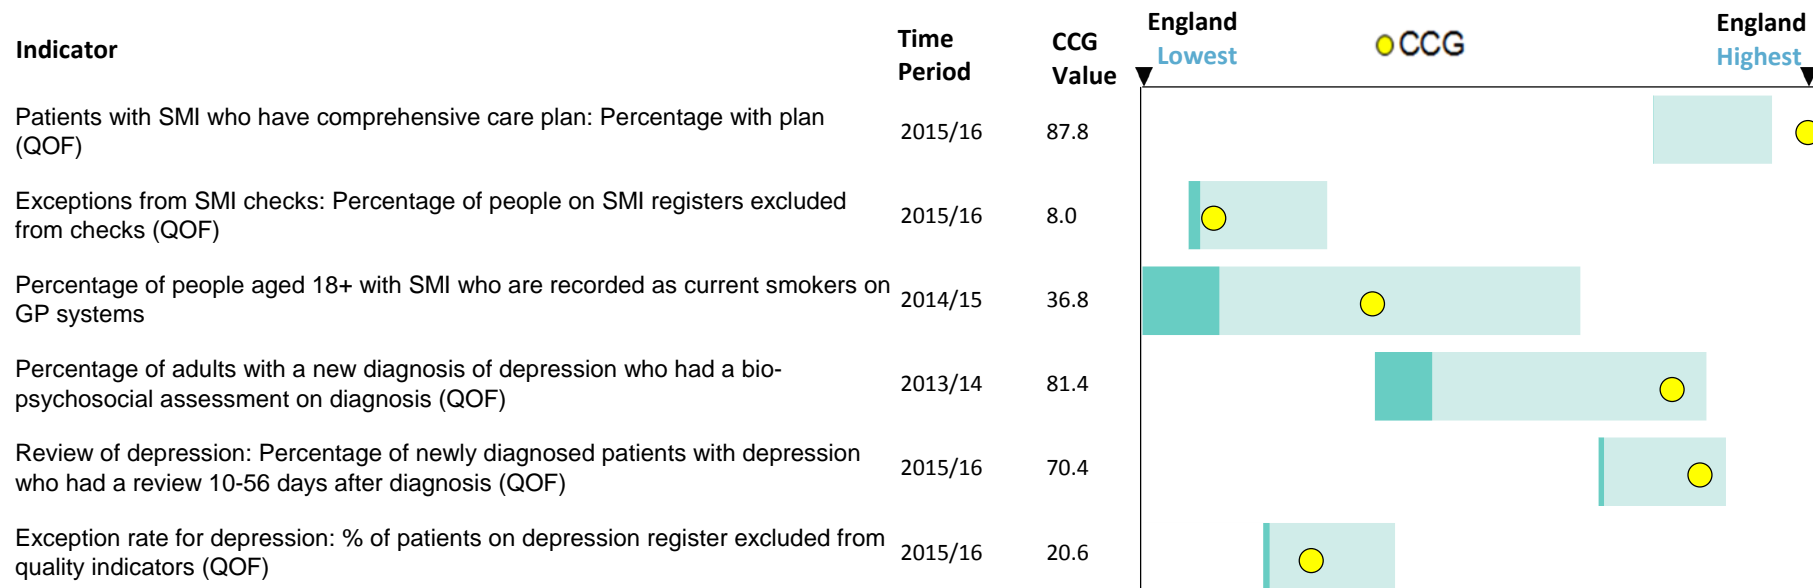 Indicator
Time
Period
CCG
Value
England
Lowest
CCG
England
Highest
Patients with SMI who have comprehensive care plan: Percentage with plan
(QOF)
2015/16
87.8
Exceptions from SMI checks: Percentage of people on SMI registers excluded
from checks (QOF)
2015/16
8.0
Percentage of people aged 18+ with SMI who are recorded as current smokers on
GP systems
2014/15
36.8
Percentage of adults with a new diagnosis of depression who had a bio-
psychosocial assessment on diagnosis (QOF)
2013/14
81.4
Review of depression: Percentage of newly diagnosed patients with depression
who had a review 10-56 days after diagnosis (QOF)
2015/16
70.4
Exception rate for depression: % of patients on depression register excluded from
quality indicators (QOF)
2015/16
20.6